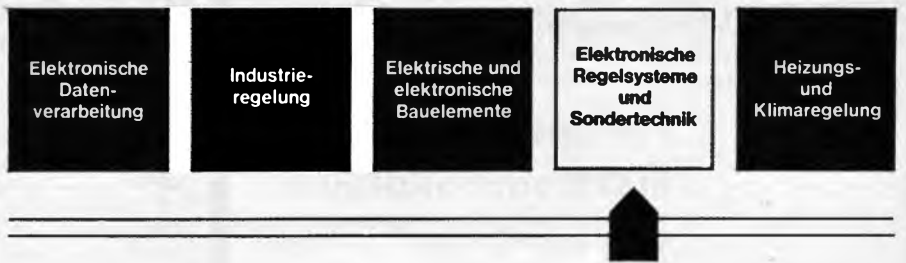 Elektronische
Daten-
verarbeitung
Industrie-
regelung
Elektrische und
elektronische
Bauelemente
Elektronische
Regelsysteme
und
Sondertechnik
Heizungs-
und
Klimaregelung